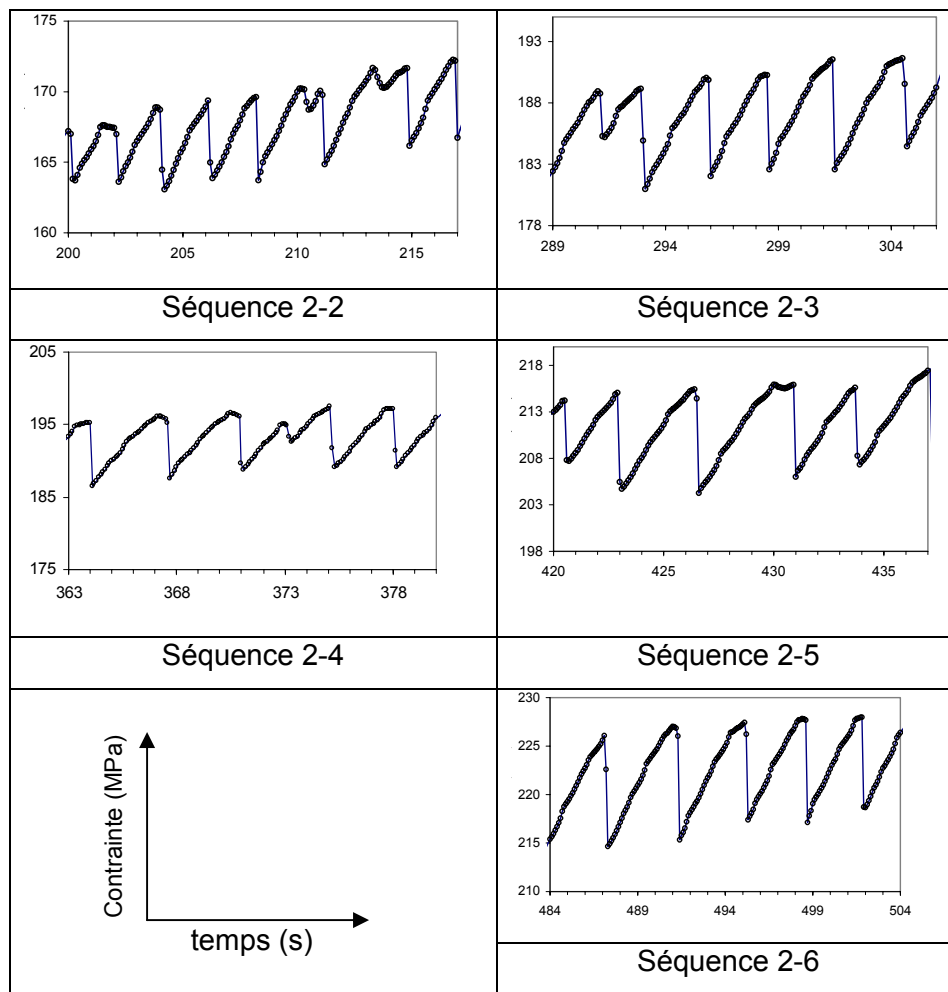 175
170
165
160
200 205 210 215
Séquence 2-2
193
188
183
178
289 294 299 304
Séquence 2-3
205
195
185
175
363 368 373 378
Séquence 2-4
218
213
208
203
198
420 425 430 435
Séquence 2-5
Contrainte (MPa)
temps (s)
230
225
220
215
210
484 489 494 499 504
Séquence 2-6